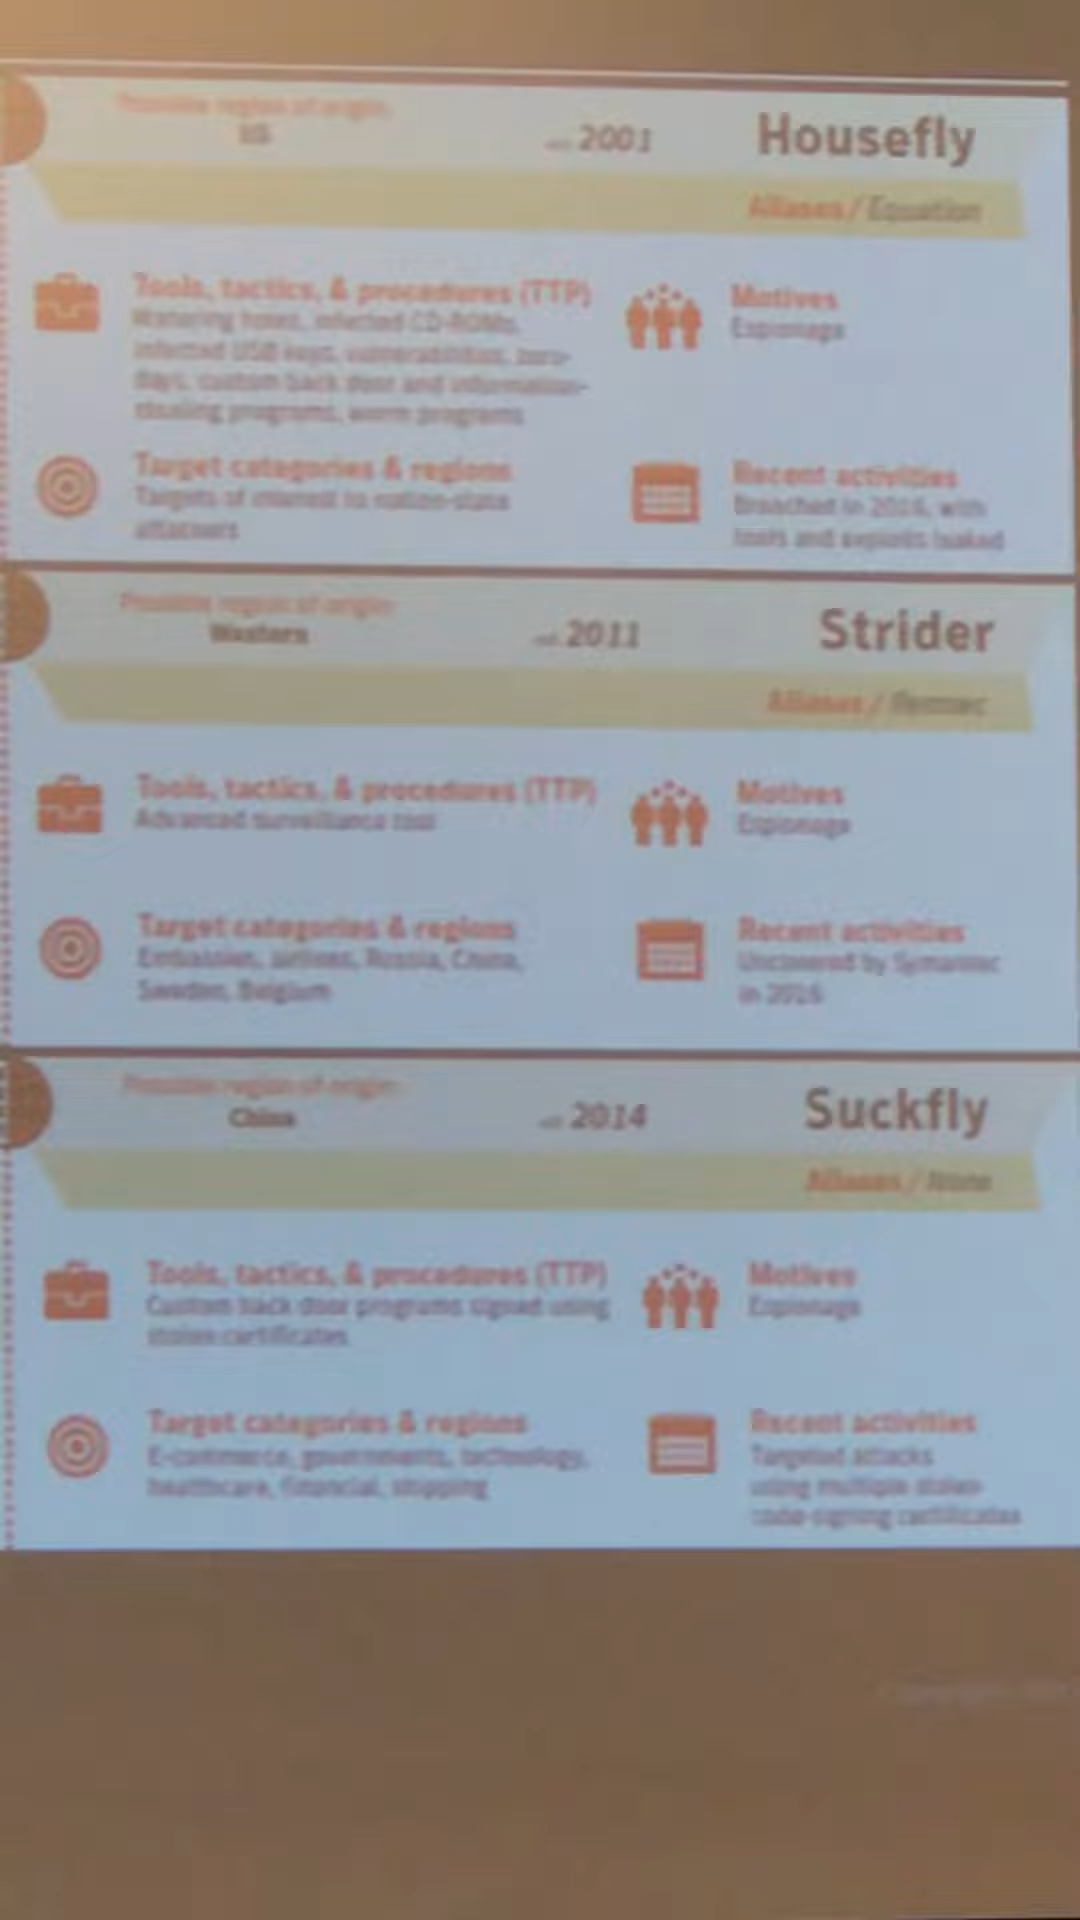 Possible region of origin:
US
est. 2001
Housefly
Aliases / Equation
Tools, tactics, & procedures (TTP)
Watering holes, infected CD-ROMs,
infected USB keys, vulnerabilities, zero-
days, custom back door and information-
stealing programs, worm programs
Motives
Espionage
Target categories & regions
Targets of interest to nation-state
attackers
Recent activities
Breached in 2016, with
tools and exploits leaked
Possible region of origin:
Western
est. 2011
Strider
Aliases / Remsec
Tools, tactics, & procedures (TTP)
Advanced surveillance tool
Motives
Espionage
Target categories & regions
Embassies, airlines, Russia, China,
Sweden, Belgium
Recent activities
Uncovered by Symantec
in 2016
Possible region of origin:
China
est. 2014
Suckfly
Aliases / None
Tools, tactics, & procedures (TTP)
Custom back door programs signed using
stolen certificates
Motives
Espionage
Target categories & regions
E-commerce, governments, technology,
healthcare, financial, shipping
Recent activities
Targeted attacks
using multiple stolen
code-signing certificates